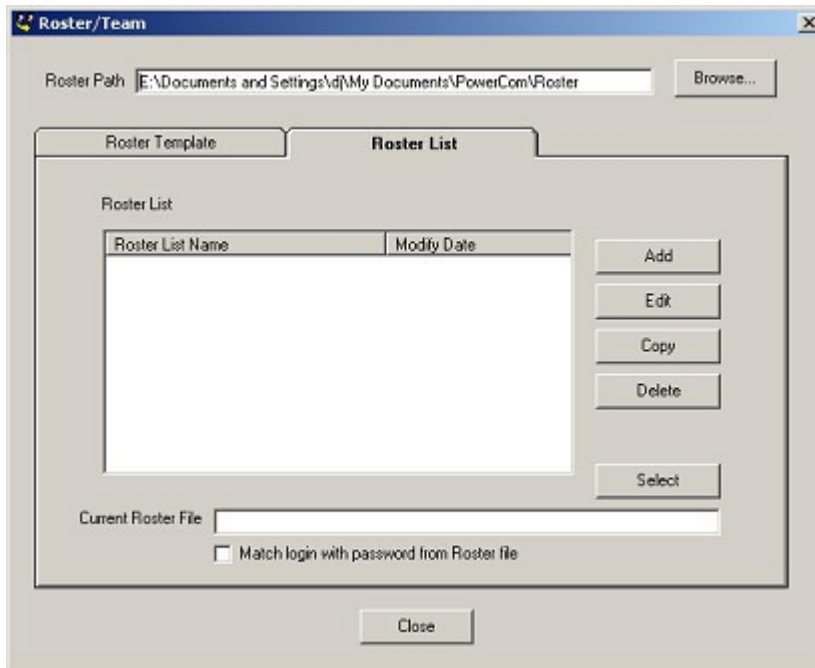 Roster/Team
Roster Path E:\Documents and Settings\dj\My Documents\PowerCom\Roster Browse...
Roster Template Roster List
Roster List
Roster List Name Modify Date
Add
Edit
Copy
Delete
Select
Current Roster File
Match login with password from Roster file
Close